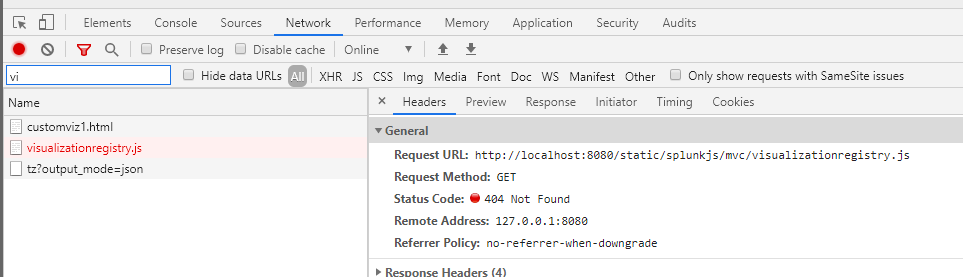 Elements Console Sources Network Performance Memory Application Security Audits
Preserve log Disable cache Online
vi Hide data URLs All XHR JS CSS Img Media Font Doc WS Manifest Other Only show requests with SameSite issues
Name
× Headers Preview Response Initiator Timing Cookies
customviz1.html
visualizationregistry.js
tz?output_mode=json
General
Request URL: http://localhost:8080/static/splunkjs/mvc/visualizationregistry.js
Request Method: GET
Status Code: 404 Not Found
Remote Address: 127.0.0.1:8080
Referrer Policy: no-referrer-when-downgrade
Response Headers (4)